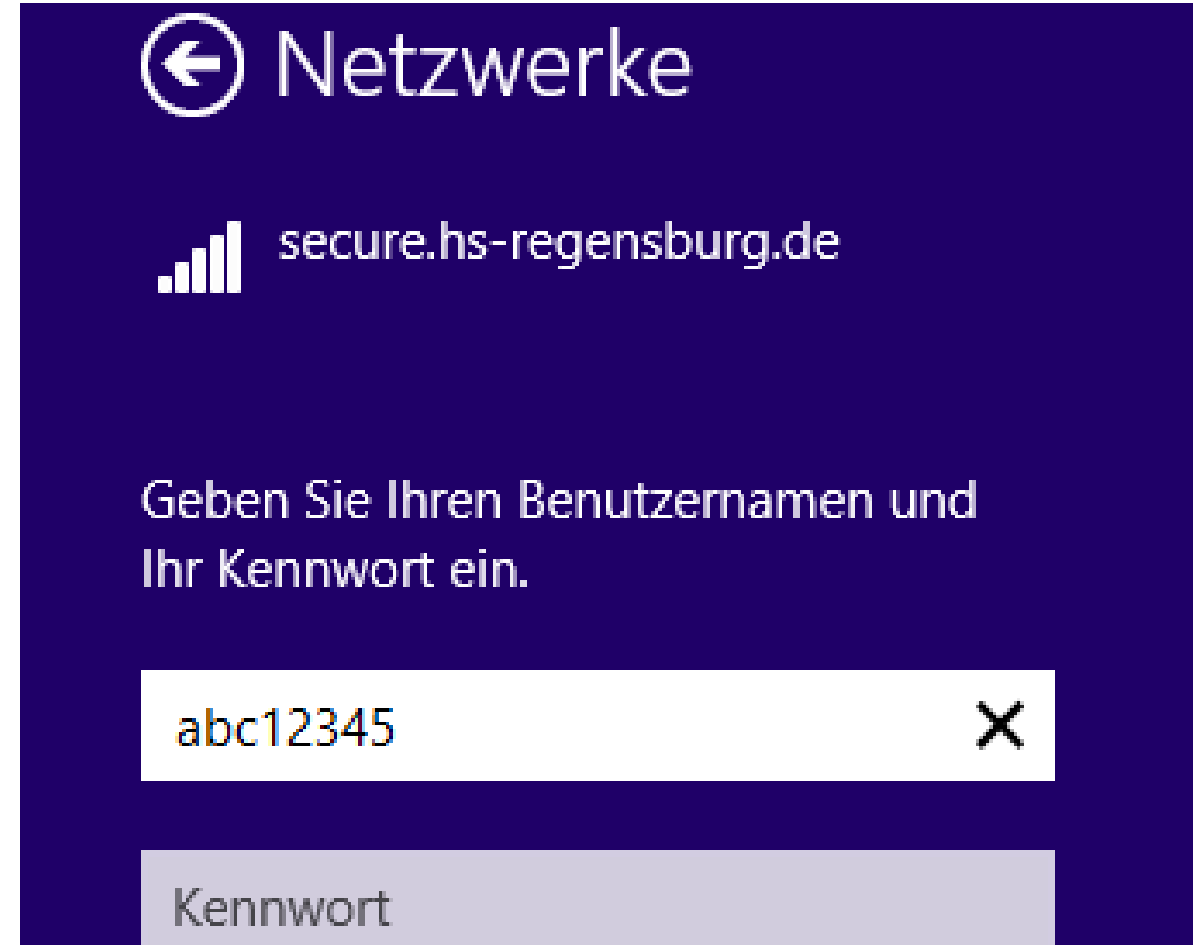 Netzwerke
secure.hs-regensburg.de
Geben Sie Ihren Benutzernamen und
Ihr Kennwort ein.
abc12345
Kennwort